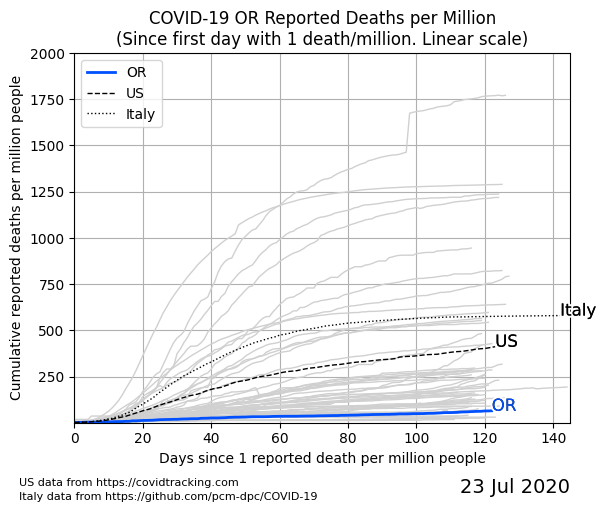 COVID-19 OR Reported Deaths per Million
(Since first day with 1 death/million. Linear scale)
OR
US
Italy
Cumulative reported deaths per million people
2000
1750
1500
1250
1000
750
500
250
Italy
US
OR
0 20 40 60 80 100 120 140
Days since 1 reported death per million people
US data from https://covidtracking.com
Italy data from https://github.com/pcm-dpc/COVID-19
23 Jul 2020